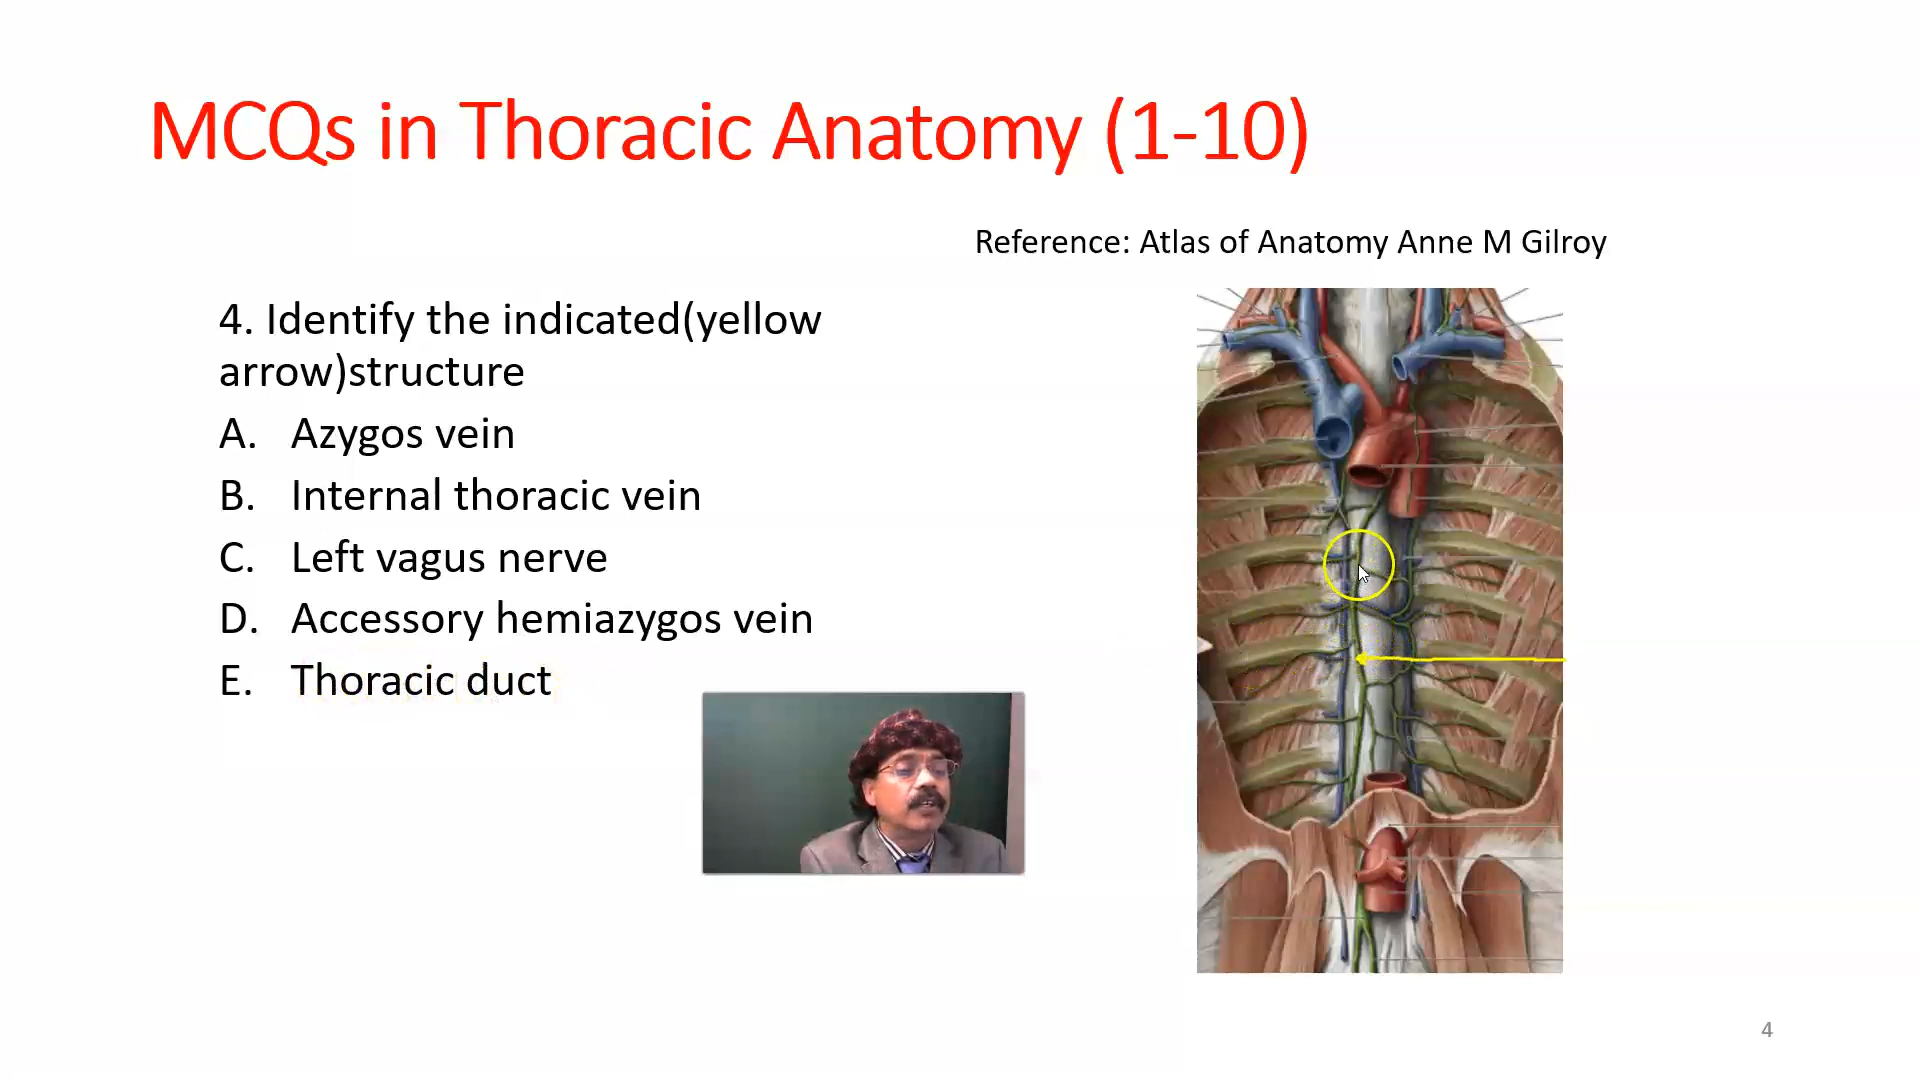 MCQs in Thoracic Anatomy (1-10)
Reference: Atlas of Anatomy Anne M Gilroy
4. Identify the indicated(yellow
arrow)structure
A. Azygos vein
B. Internal thoracic vein
C. Left vagus nerve
D. Accessory hemiazygos vein
E. Thoracic duct
4